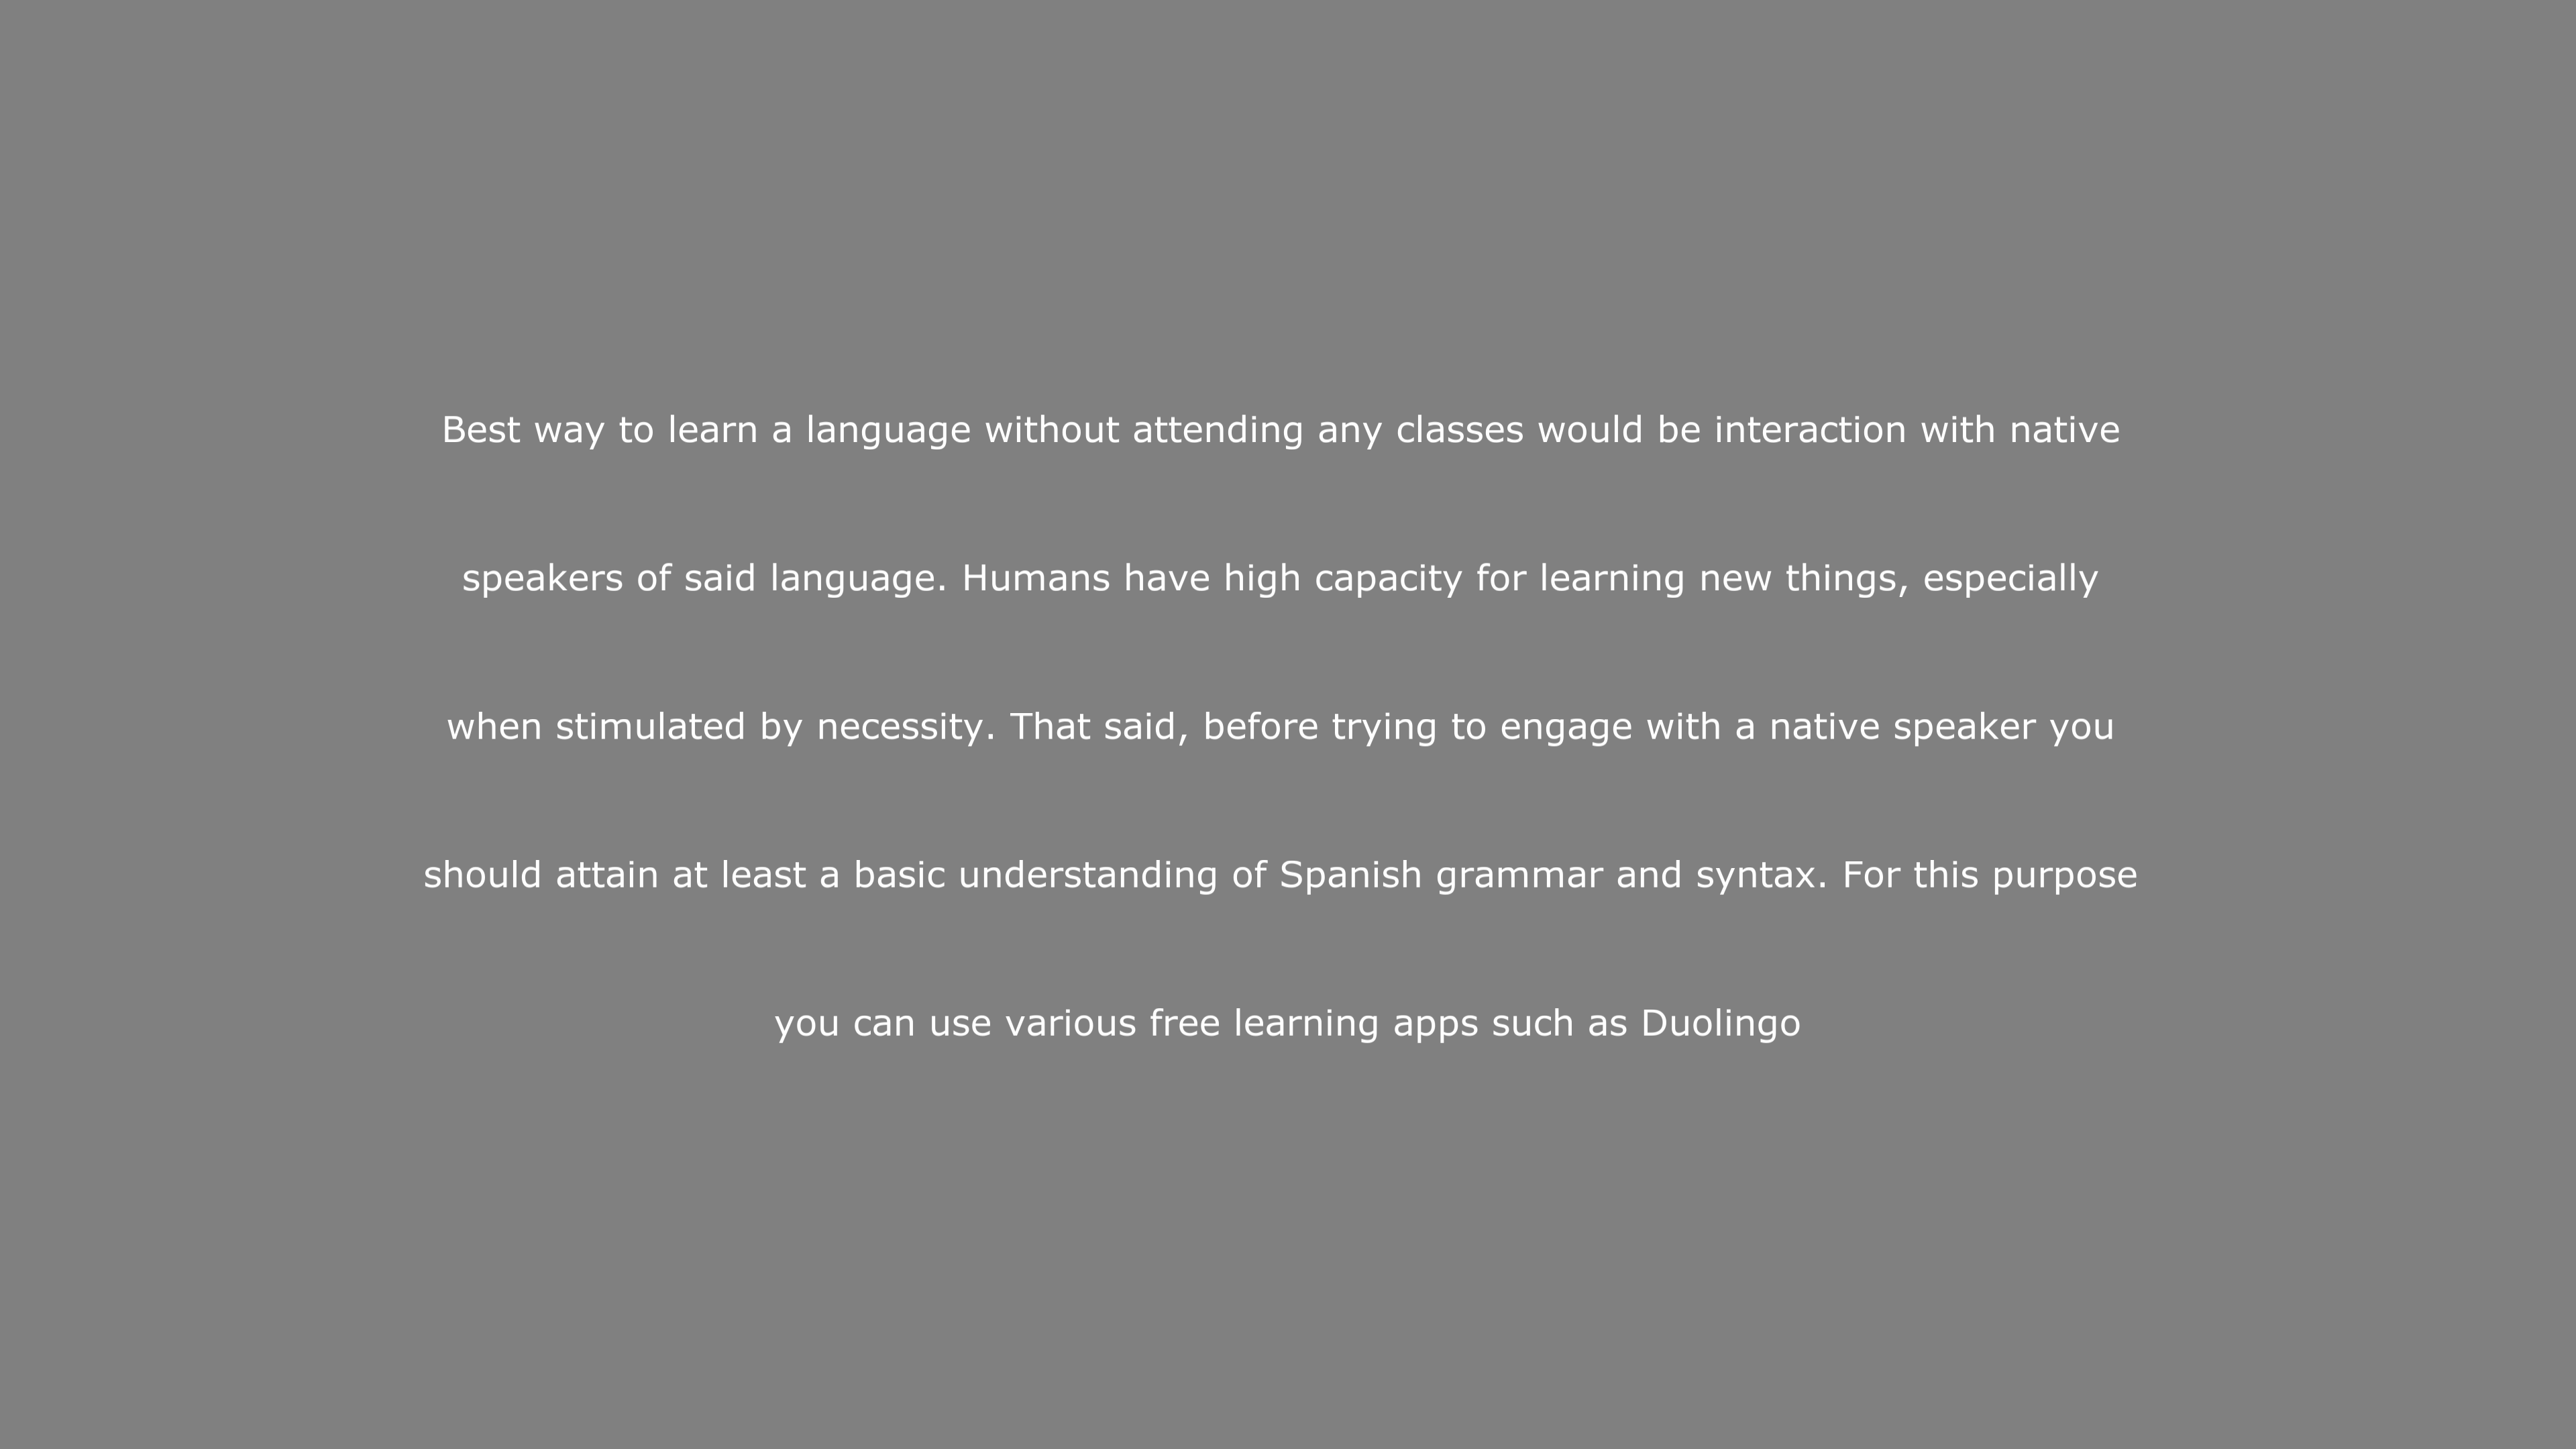 Best way to learn a language without attending any classes would be interaction with native
speakers of said language. Humans have high capacity for learning new things, especially
when stimulated by necessity. That said, before trying to engage with a native speaker you
should attain at least a basic understanding of Spanish grammar and syntax. For this purpose
you can use various free learning apps such as Duolingo